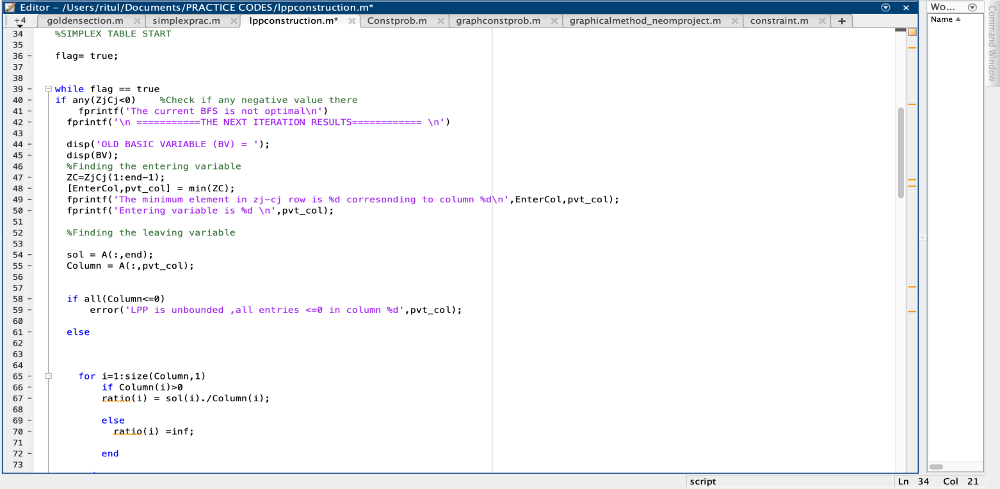 Editor – /Users/ritul/Documents/PRACTICE CODES/lppconstruction.m*
Wo...
+4 goldensection.m simplexprac.m lppconstruction.m* Constprob.m graphconstprob.m graphicalmethod_neomproject.m constraint.m +
Name
Command Window
34 %SIMPLEX TABLE START
35
36 – flag= true;
37
38
39 – while flag == true
40 – if any(ZjCj<0) %Check if any negative value there
41 – fprintf('The current BFS is not optimal\n')
42 – fprintf('\n ===========THE NEXT ITERATION RESULTS============ \n')
43
44 – disp('OLD BASIC VARIABLE (BV) = ');
45 – disp(BV);
46 %Finding the entering variable
47 – ZC=ZjCj(1:end–1);
48 – [EnterCol,pvt_col] = min(ZC);
49 – fprintf('The minimum element in zj–cj row is %d corresonding to column %d\n',EnterCol,pvt_col);
50 – fprintf('Entering variable is %d \n',pvt_col);
51
52 %Finding the leaving variable
53
54 – sol = A(:,end);
55 – Column = A(:,pvt_col);
56
57
58 – if all(Column<=0)
59 – error('LPP is unbounded ,all entries <=0 in column %d',pvt_col);
60
61 – else
62
63
64
65 – for i=1:size(Column,1)
66 – if Column(i)>0
67 – ratio(i) = sol(i)./Column(i);
68
69 – else
70 – ratio(i) =inf;
71
72 – end
73
script
Ln 34 Col 21